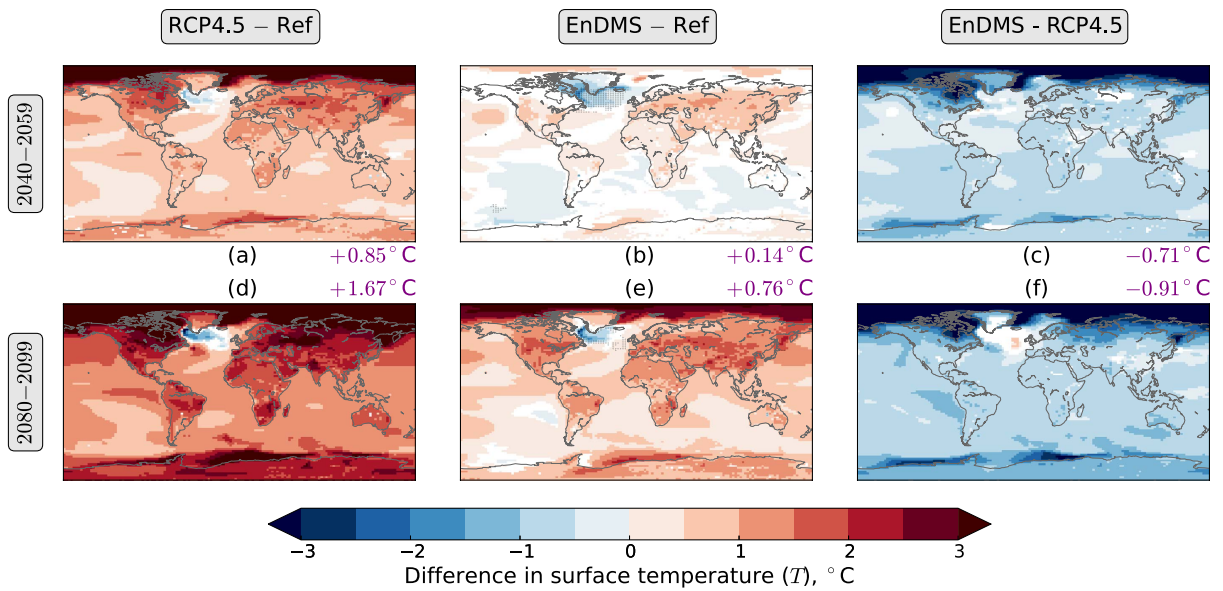 RCP4.5 − Ref
EnDMS − Ref
EnDMS - RCP4.5
2040−2059
(a)
+0.85°C
(b)
+0.14°C
(c)
−0.71°C
2080−2099
(d)
+1.67°C
(e)
+0.76°C
(f)
−0.91°C
−3 −2 −1 0 1 2 3
Difference in surface temperature (T), °C